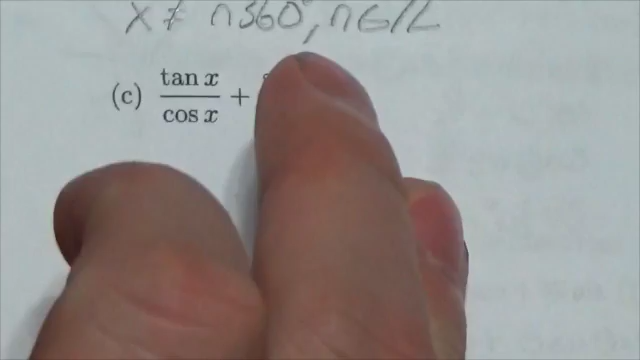 x ≠ n360°, n∈Z
(c) tan x / cos x +